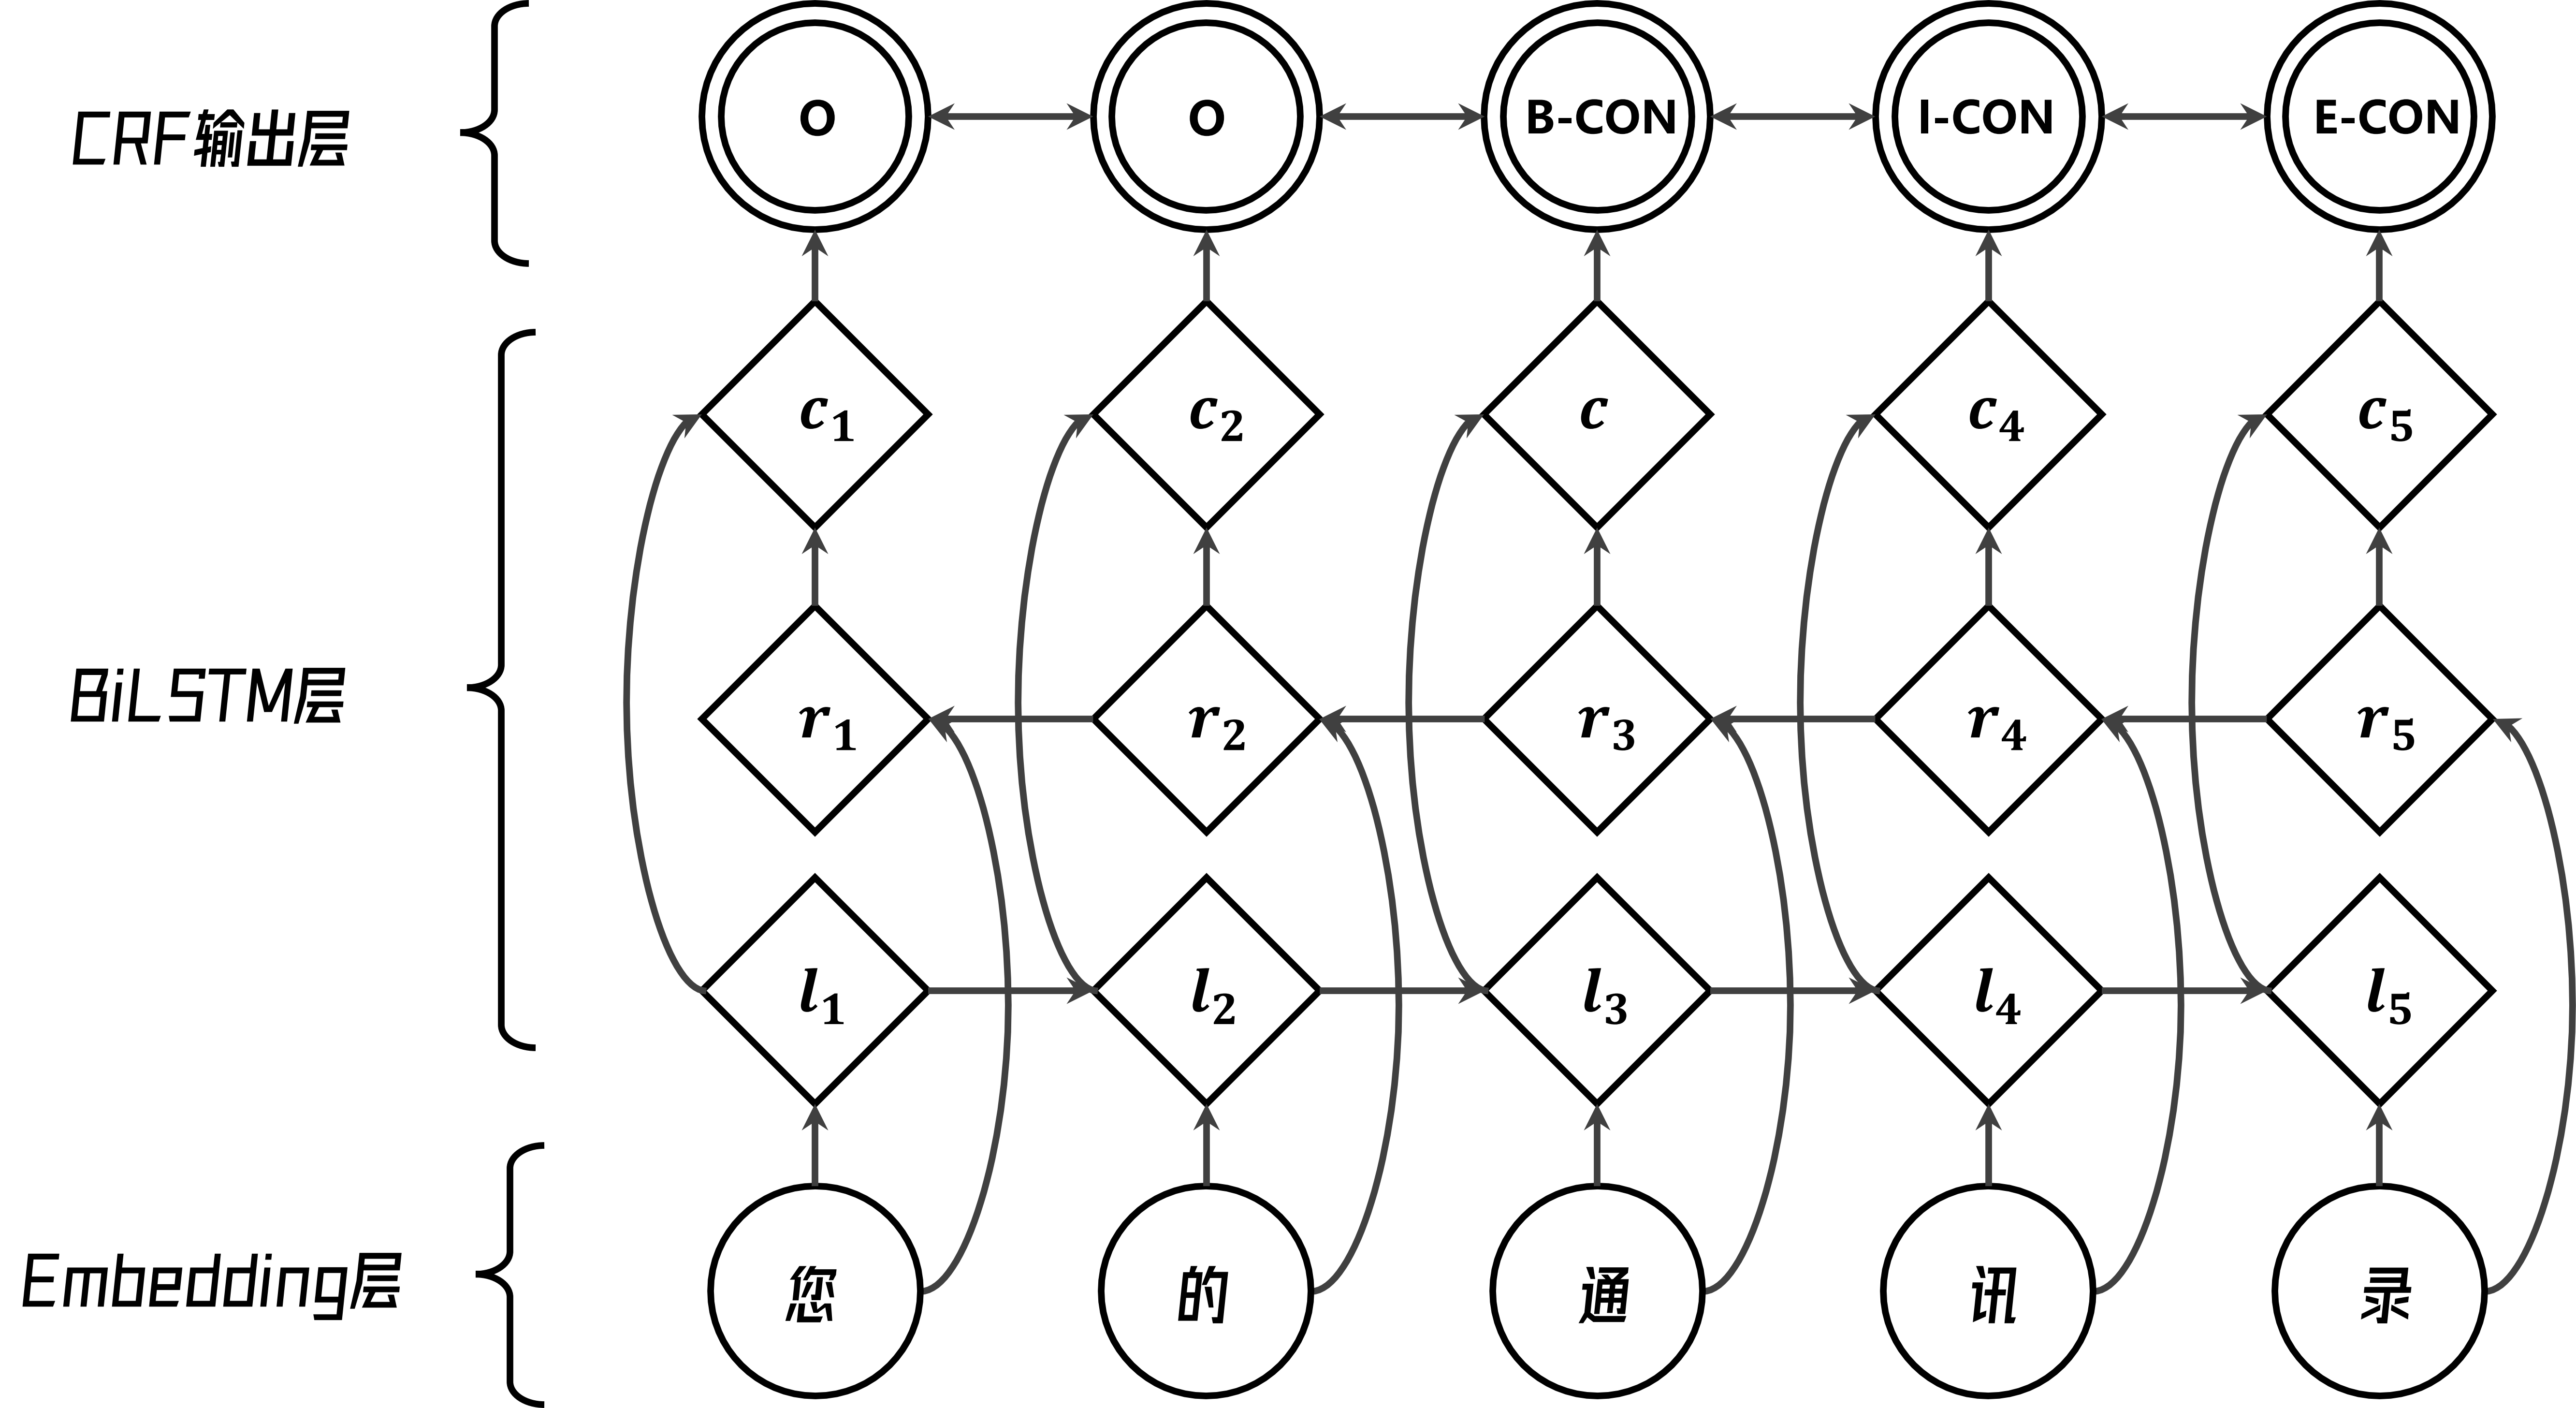 CRF输出层 O O B-CON I-CON E-CON
c₁ c₂ c c₄ c₅
BiLSTM层 r₁ r₂ r₃ r₄ r₅
l₁ l₂ l₃ l₄ l₅
Embedding层 您 的 通 讯 录